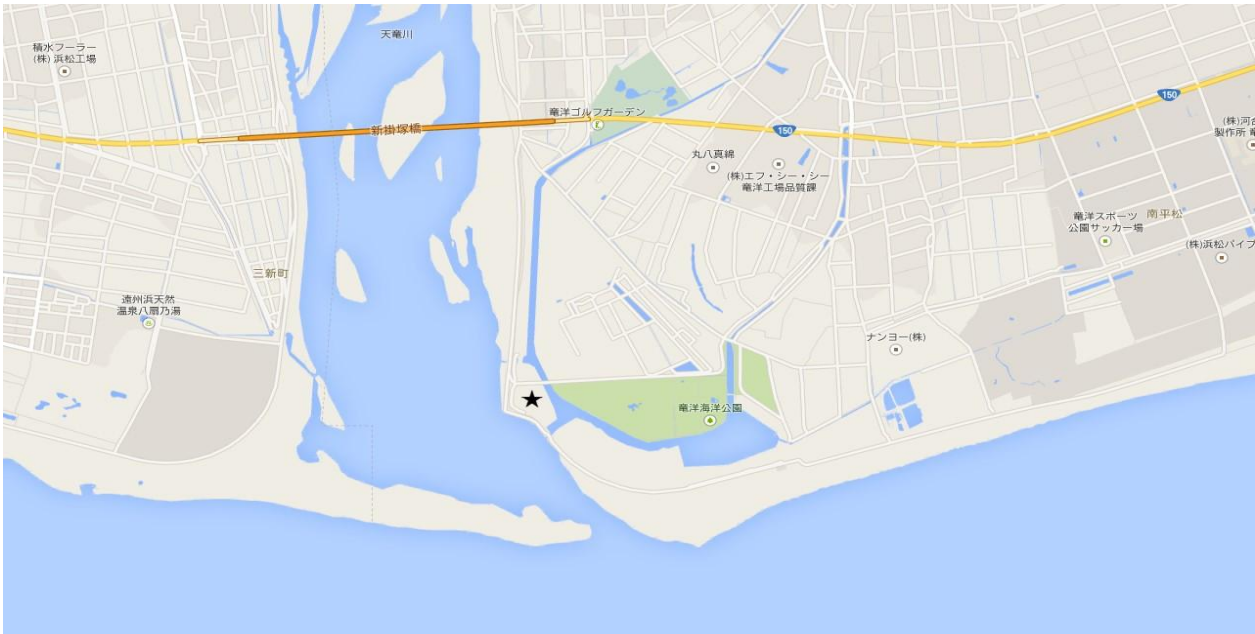 天竜川
積水フーラー
(株) 浜松工場
150
竜洋ゴルフガーデン
新掛塚橋
150
(株)河合
製作所 竜
丸八真綿
(株)エフ・シー・シー
竜洋工場品質課
竜洋スポーツ
公園サッカー場
南平松
(株)浜松パイプ
三新町
遠州浜天然
温泉八扇乃湯
ナンヨー(株)
竜洋海洋公園